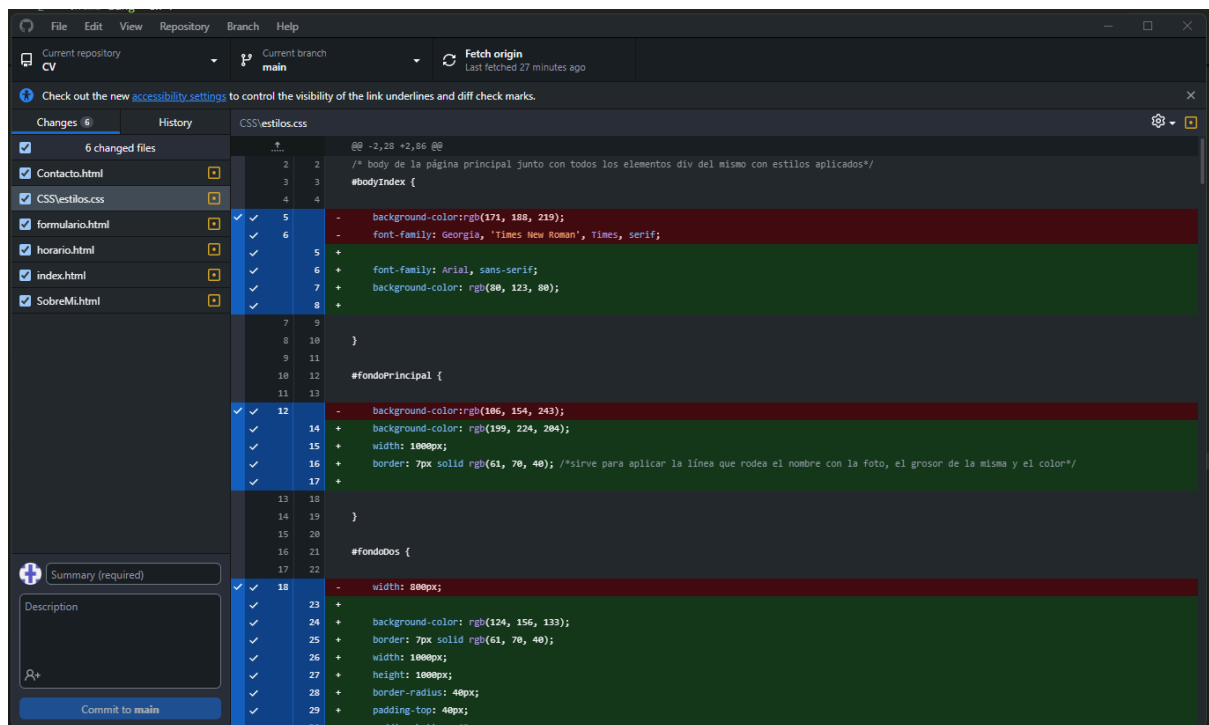 File Edit View Repository Branch Help
Current repository
CV
Current branch
main
Fetch origin
Last fetched 27 minutes ago
Check out the new accessibility settings to control the visibility of the link underlines and diff check marks.
Changes 6 History
6 changed files
Contacto.html
CSS\estilos.css
formulario.html
horario.html
index.html
SobreMi.html
Summary (required)
Description
Commit to main
CSS\estilos.css
@@ -2,28 +2,86 @@
2 2 /* body de la página principal junto con todos los elementos div del mismo con estilos aplicados*/
3 3 #bodyIndex {
4 4
5 - background-color:rgb(171, 188, 219);
6 - font-family: Georgia, 'Times New Roman', Times, serif;
5 +
6 + font-family: Arial, sans-serif;
7 + background-color: rgb(80, 123, 80);
8 +
7 9
8 10 }
9 11
10 12 #fondoPrincipal {
11 13
12 - background-color:rgb(106, 154, 243);
14 + background-color: rgb(199, 224, 204);
15 + width: 1000px;
16 + border: 7px solid rgb(61, 70, 40); /*sirve para aplicar la línea que rodea el nombre con la foto, el grosor de la misma y el color*/
17 +
13 18
14 19 }
15 20
16 21 #fondoDos {
17 22
18 - width: 800px;
23 +
24 + background-color: rgb(124, 156, 133);
25 + border: 7px solid rgb(61, 70, 40);
26 + width: 1000px;
27 + height: 1000px;
28 + border-radius: 40px;
29 + padding-top: 40px;